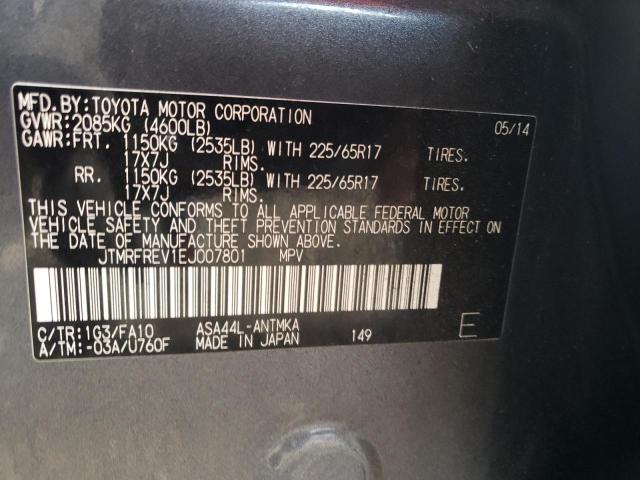 MFD.BY:TOYOTA MOTOR CORPORATION 05/14
GVWR:2085KG (4600LB)
GAWR:FRT. 1150KG (2535LB) WITH 225/65R17 TIRES.
17X7J RIMS.
RR. 1150KG (2535LB) WITH 225/65R17 TIRES.
17X7J RIMS.
THIS VEHICLE CONFORMS TO ALL APPLICABLE FEDERAL MOTOR
VEHICLE SAFETY AND THEFT PREVENTION STANDARDS IN EFFECT ON
THE DATE OF MANUFACTURE SHOWN ABOVE.
JTMRFREV1EJ007801 MPV
C/TR:1G3/FA10 ASA44L-ANTMKA
A/TM:-03A/U760F MADE IN JAPAN 149 E